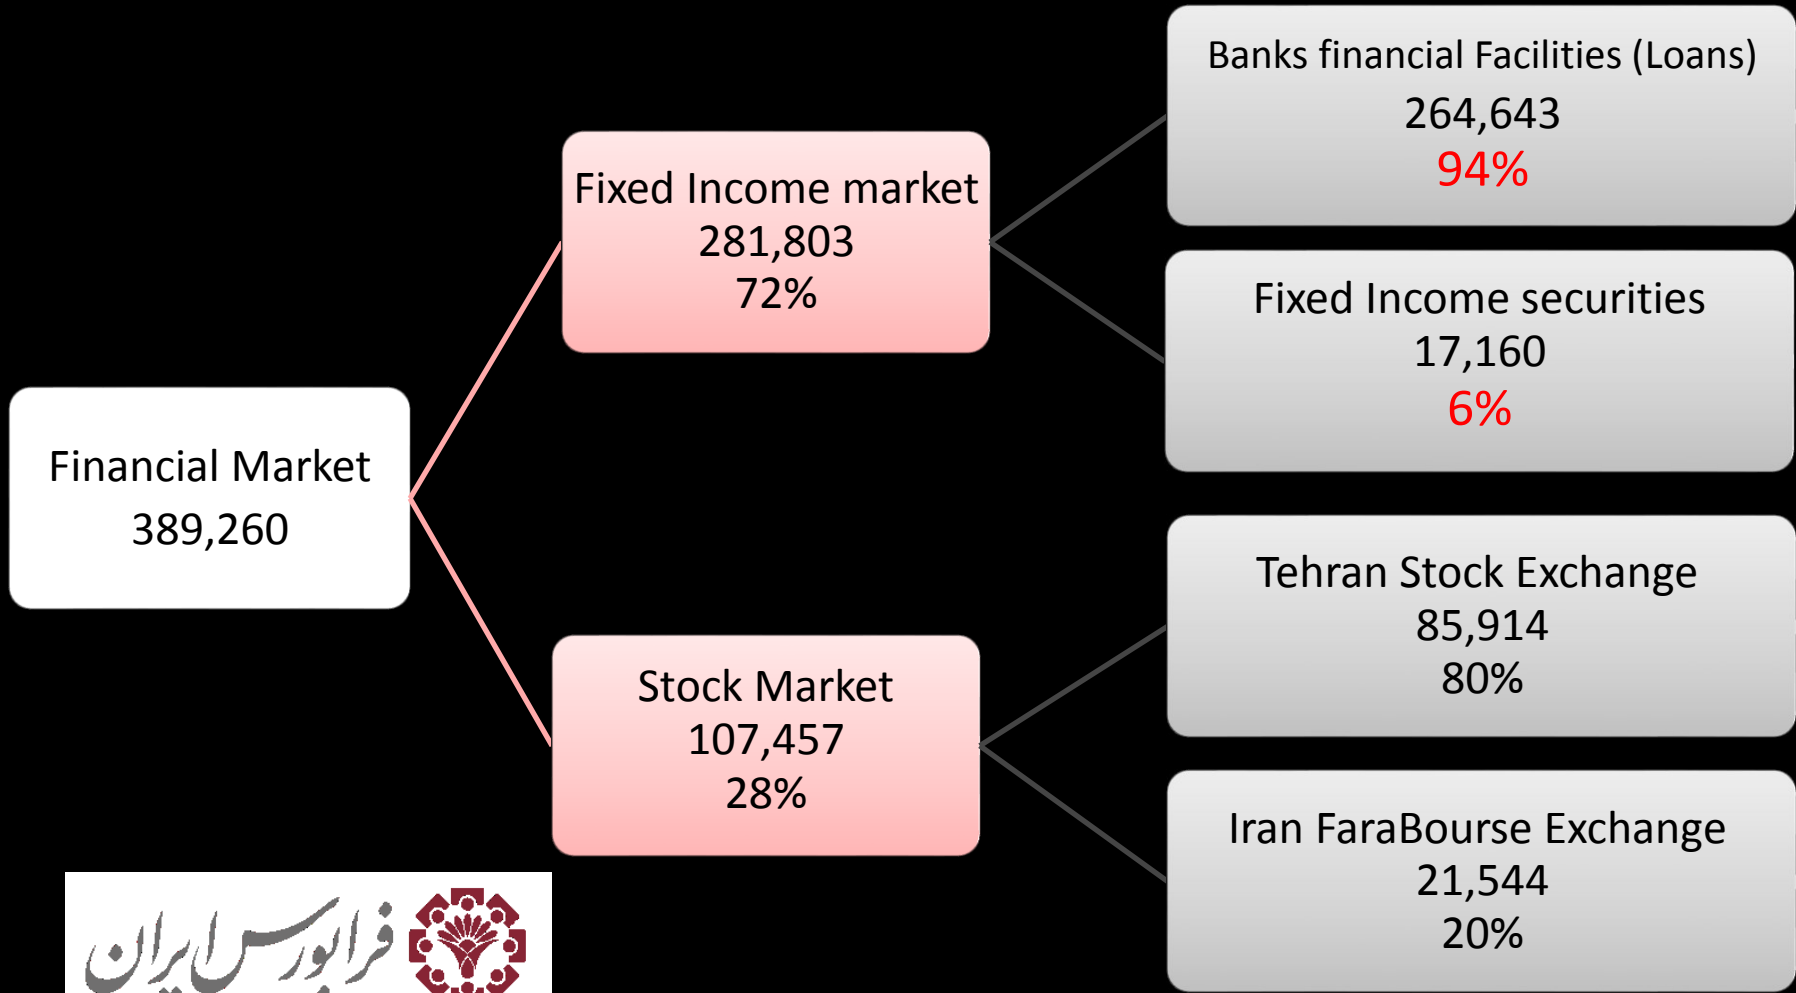 Financial Market
389,260
Fixed Income market
281,803
72%
Stock Market
107,457
28%
Banks financial Facilities (Loans)
264,643
94%
Fixed Income securities
17,160
6%
Tehran Stock Exchange
85,914
80%
Iran FaraBourse Exchange
21,544
20%
فرابورس ایران